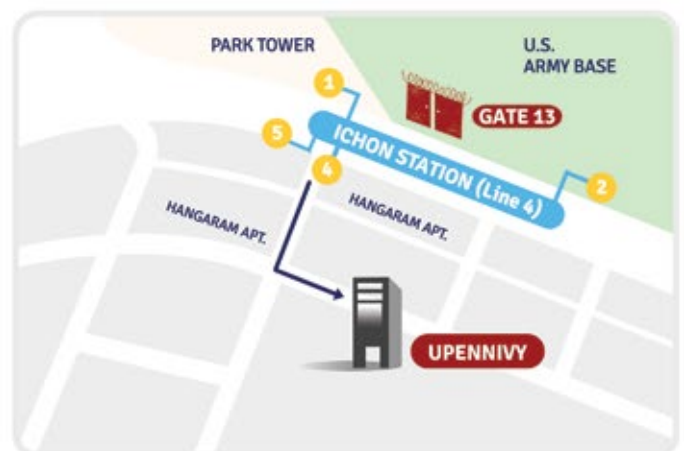 PARK TOWER
U.S.
ARMY BASE
1
GATE 13
5
ICHON STATION (Line 4)
4
2
HANGARAM APT.
HANGARAM APT.
UPENNIVY